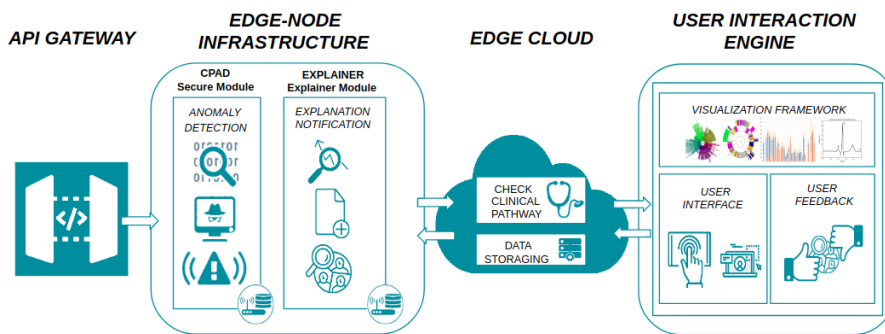 API GATEWAY
EDGE-NODE
INFRASTRUCTURE
EDGE CLOUD
USER INTERACTION
ENGINE
CPAD
Secure Module
EXPLAINER
Explainer Module
ANOMALY
DETECTION
EXPLANATION
NOTIFICATION
VISUALIZATION FRAMEWORK
CHECK
CLINICAL
PATHWAY
DATA
STORAGING
USER
INTERFACE
USER
FEEDBACK